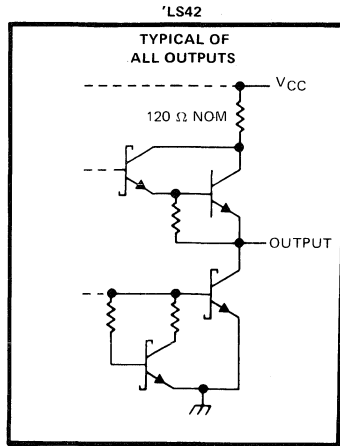 'LS42
TYPICAL OF
ALL OUTPUTS
VCC
120 Ω NOM
OUTPUT